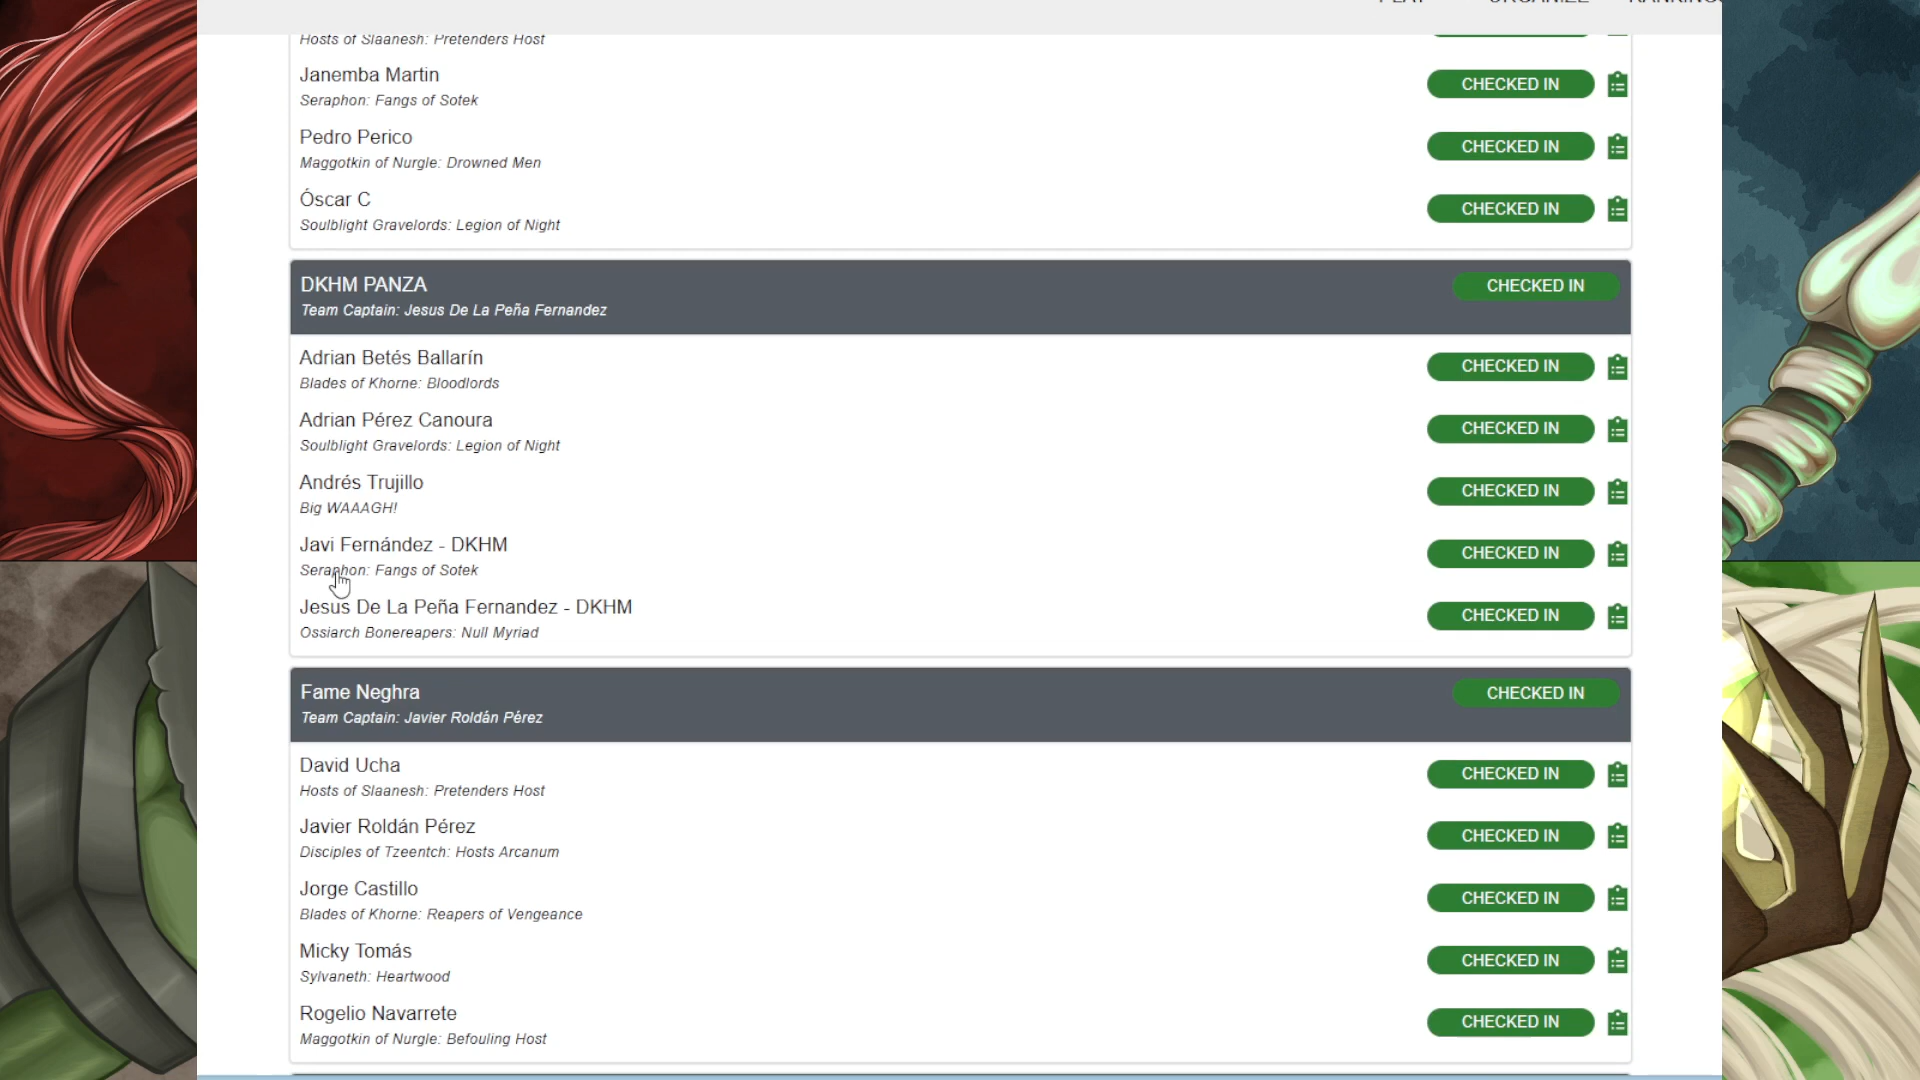 PLAY ORGANIZE RANKINGS
Hosts of Slaanesh: Pretenders Host
Janemba Martin
CHECKED IN
Seraphon: Fangs of Sotek
Pedro Perico
CHECKED IN
Maggotkin of Nurgle: Drowned Men
Óscar C
CHECKED IN
Soulblight Gravelords: Legion of Night
DKHM PANZA
CHECKED IN
Team Captain: Jesus De La Peña Fernandez
Adrian Betés Ballarín
CHECKED IN
Blades of Khorne: Bloodlords
Adrian Pérez Canoura
CHECKED IN
Soulblight Gravelords: Legion of Night
Andrés Trujillo
CHECKED IN
Big WAAAGH!
Javi Fernández - DKHM
CHECKED IN
Seraphon: Fangs of Sotek
Jesus De La Peña Fernandez - DKHM
CHECKED IN
Ossiarch Bonereapers: Null Myriad
Fame Neghra
CHECKED IN
Team Captain: Javier Roldán Pérez
David Ucha
CHECKED IN
Hosts of Slaanesh: Pretenders Host
Javier Roldán Pérez
CHECKED IN
Disciples of Tzeentch: Hosts Arcanum
Jorge Castillo
CHECKED IN
Blades of Khorne: Reapers of Vengeance
Micky Tomás
CHECKED IN
Sylvaneth: Heartwood
Rogelio Navarrete
CHECKED IN
Maggotkin of Nurgle: Befouling Host